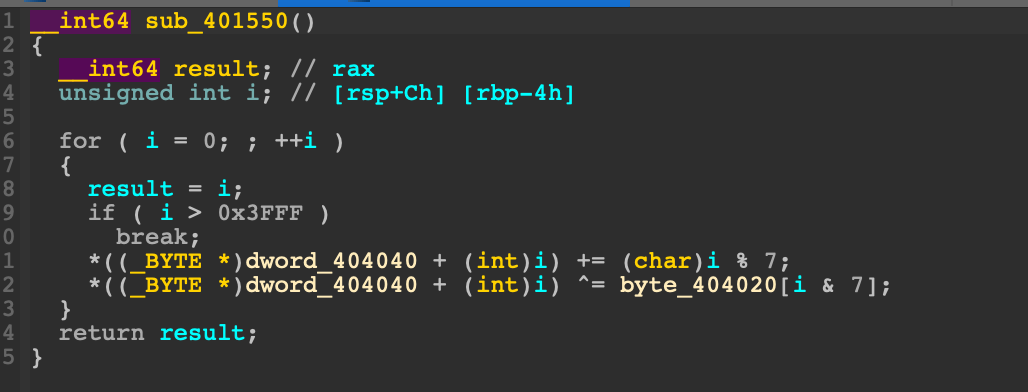 1 __int64 sub_401550()
2 {
3   __int64 result; // rax
4   unsigned int i; // [rsp+Ch] [rbp-4h]
5
6   for ( i = 0; ; ++i )
7   {
8     result = i;
9     if ( i > 0x3FFF )
0       break;
1     *((_BYTE *)dword_404040 + (int)i) += (char)i % 7;
2     *((_BYTE *)dword_404040 + (int)i) ^= byte_404020[i & 7];
3   }
4   return result;
5 }